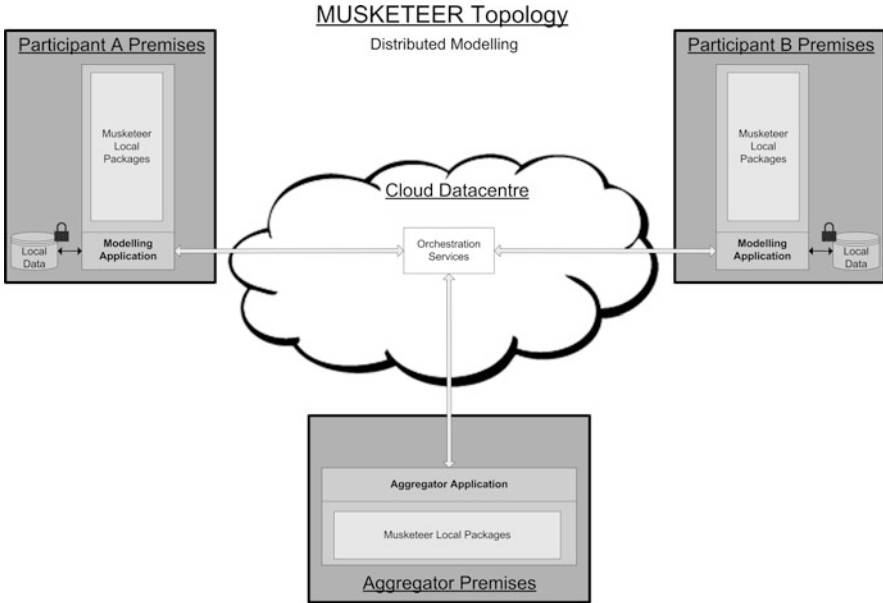 MUSKETEER Topology
Distributed Modelling
Participant A Premises
Musketeer
Local
Packages
Modelling
Application
Local
Data
Participant B Premises
Musketeer
Local
Packages
Modelling
Application
Local
Data
Cloud Datacentre
Orchestration
Services
Aggregator Application
Musketeer Local Packages
Aggregator Premises